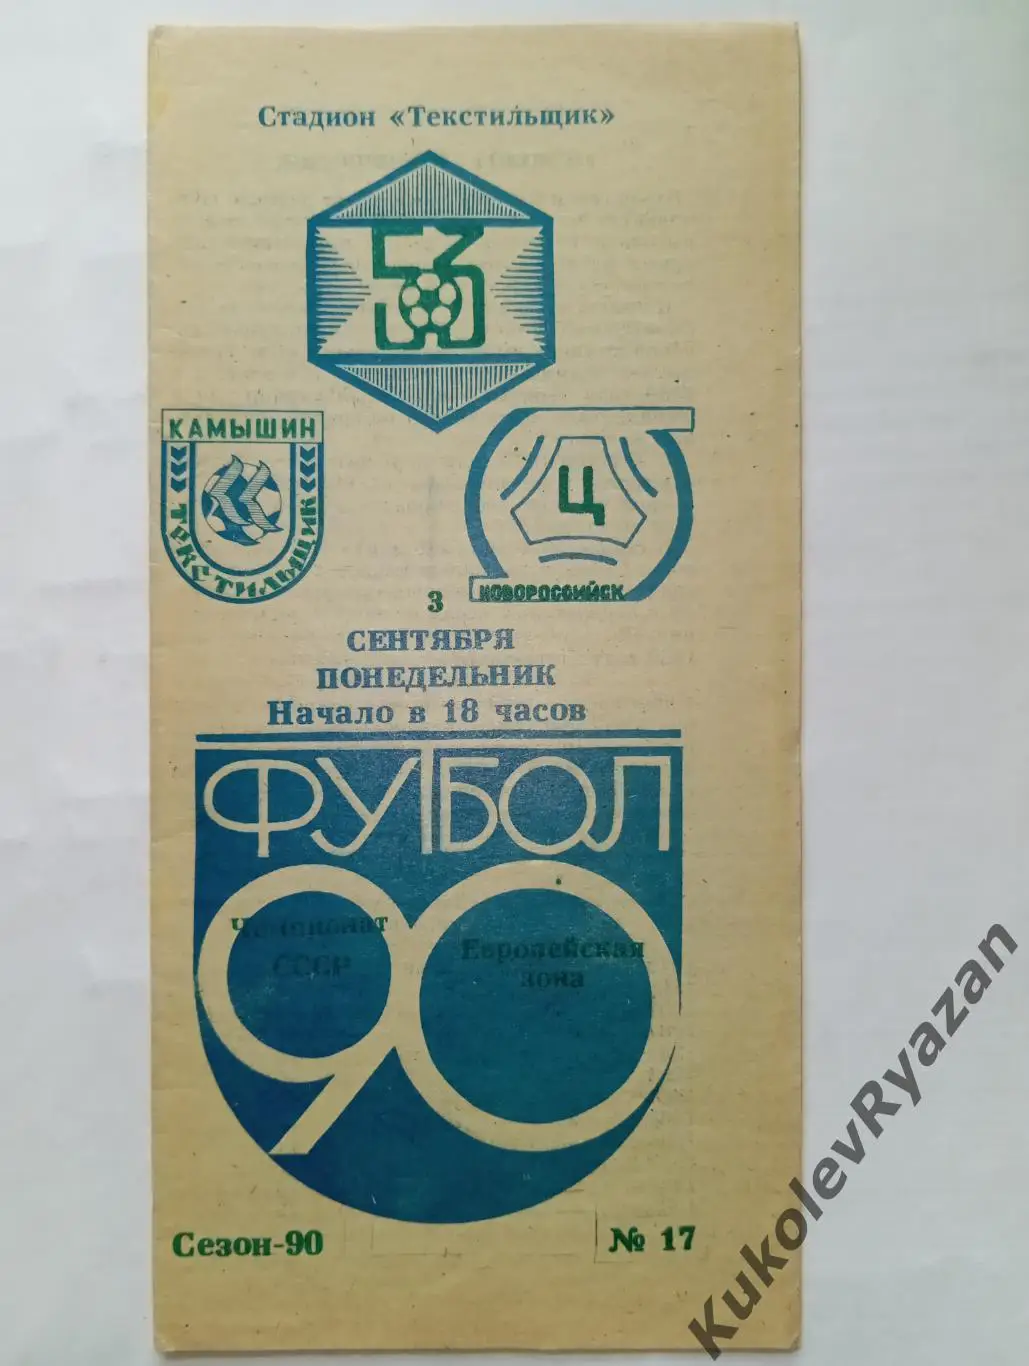 Стадион «Текстильщик»
53
КАМЫШИН
ТЕКСТИЛЬЩИК
Ц
НОВОРОССИЙСК
3
СЕНТЯБРЯ
ПОНЕДЕЛЬНИК
Начало в 18 часов
ФУТБОЛ
90
Чемпионат
СССР
Европейская
зона
Сезон-90
№ 17
KukolevRyazan